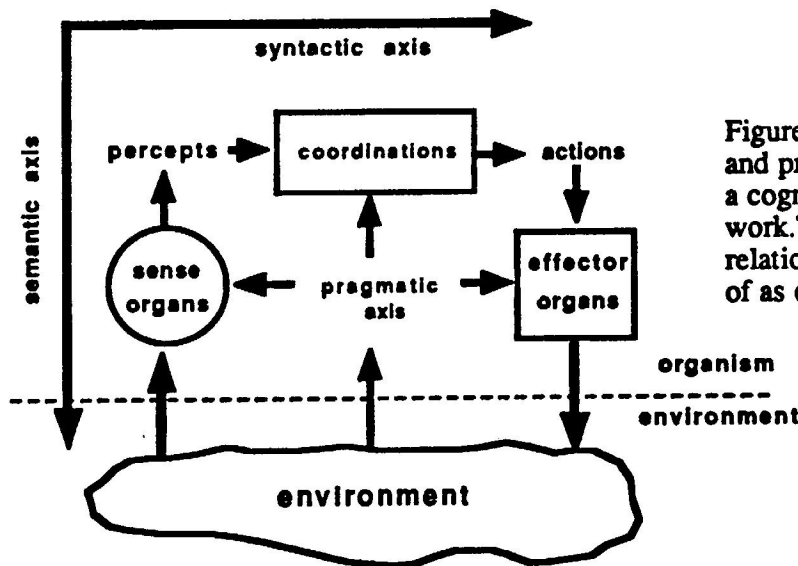 syntactic axis
semantic axis
percepts
coordinations
actions
sense
organs
pragmatic
axis
effector
organs
organism
environment
environment
Figure
and pr
a cogn
work.
relatio
of as